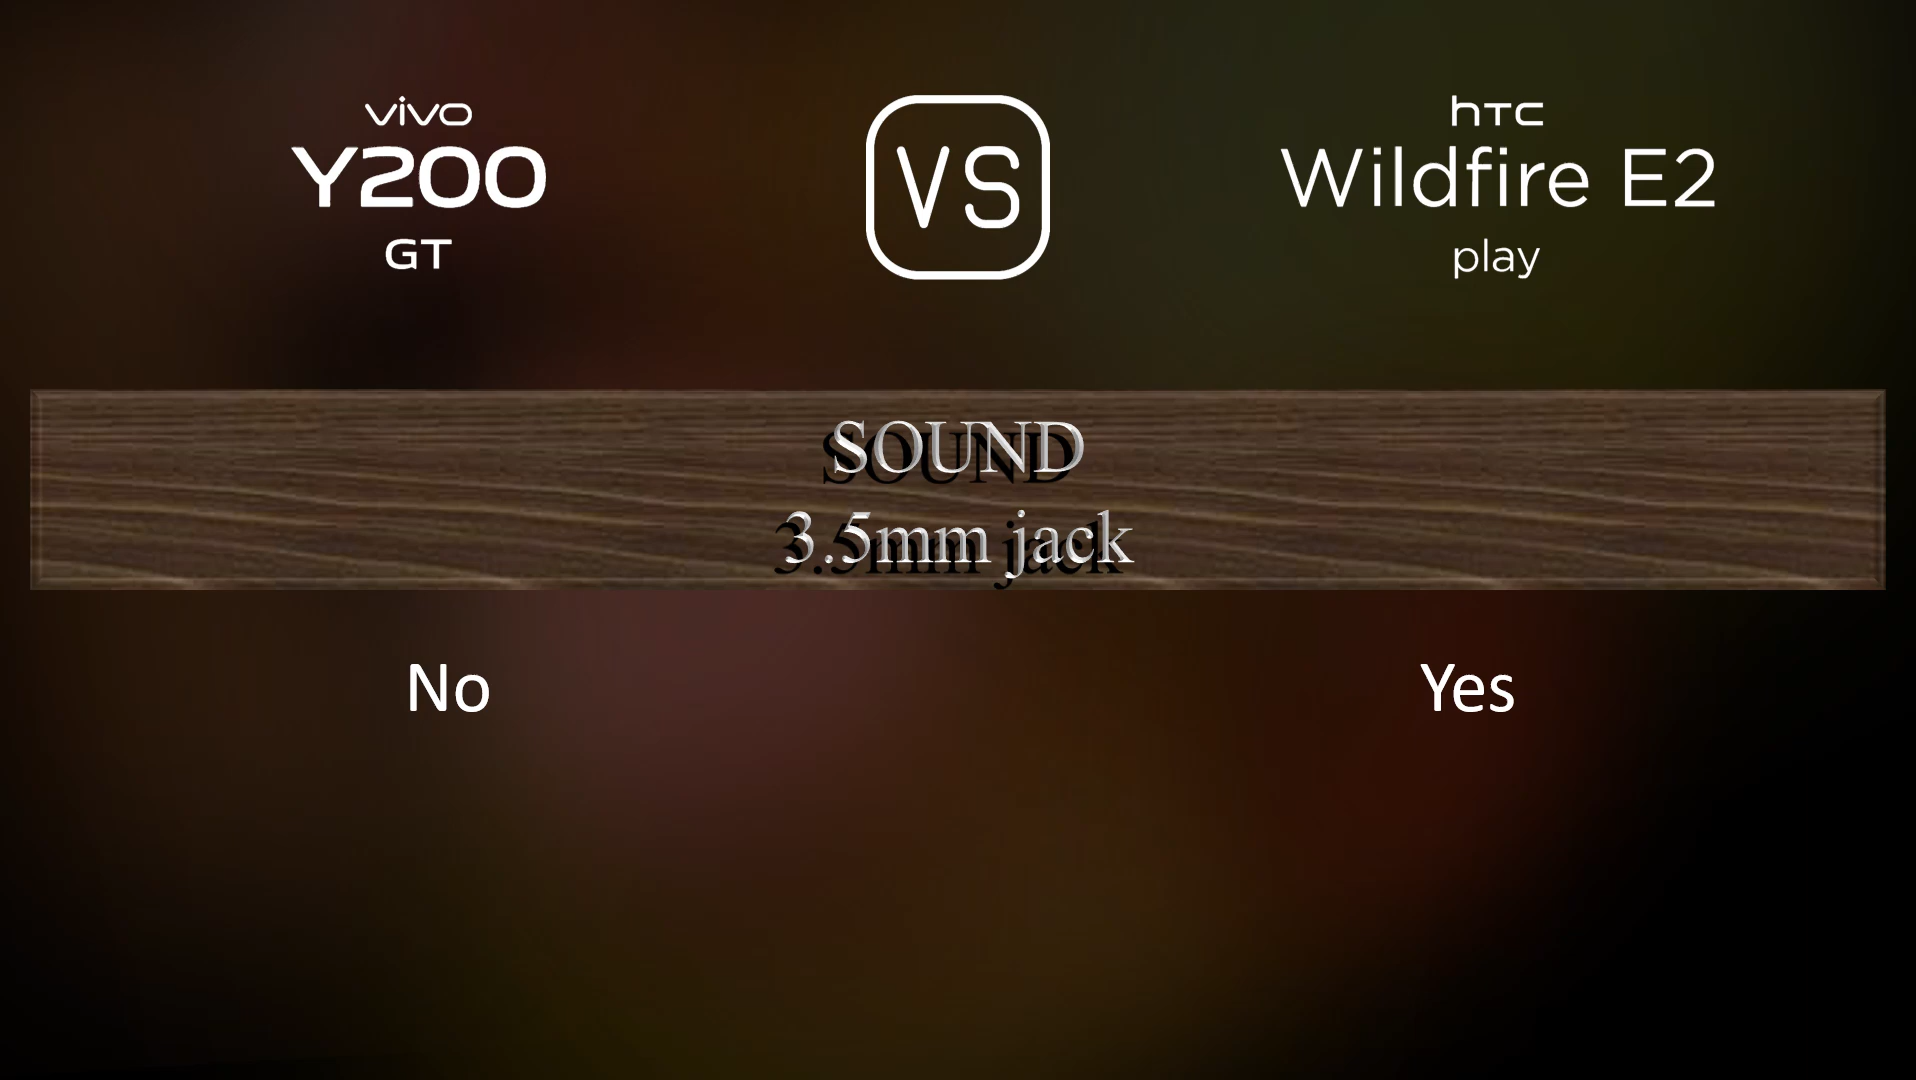 vivo
Y200
GT
VS
hTC
Wildfire E2
play
SOUND
3.5mm jack
No
Yes